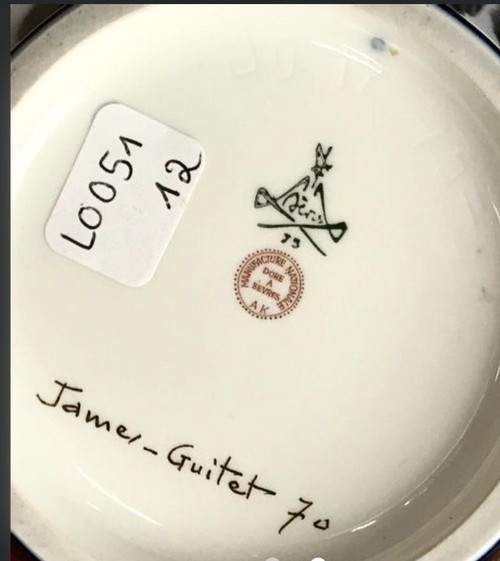 L0051
12
Sèvres
73
MANUFACTURE NATIONALE
DORÉ
A
SÈVRES
AK
James-Guitet 70